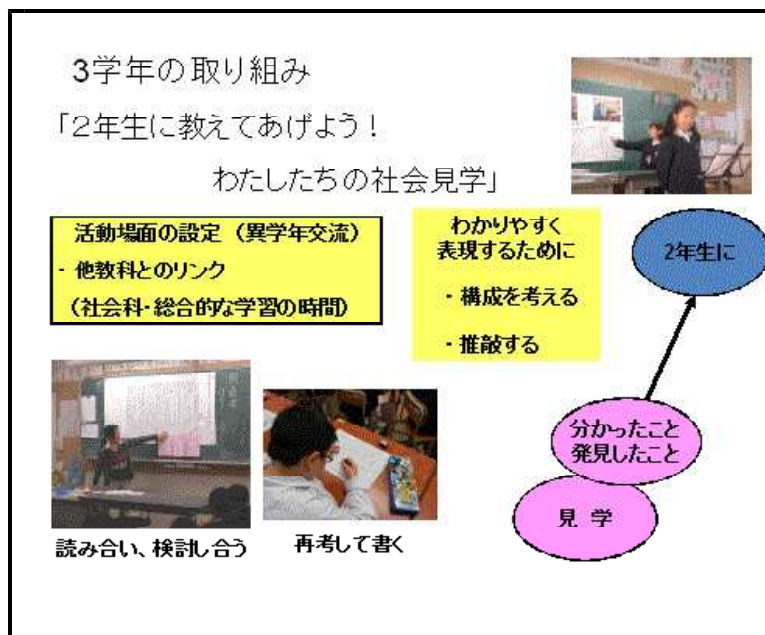 3学年の取り組み
「２年生に教えてあげよう！
わたしたちの社会見学」
活動場面の設定 （異学年交流）
・ 他教科とのリンク
（社会科・総合的な学習の時間）
わかりやすく
表現するために
・ 構成を考える
・ 推敲する
2年生に
分かったこと
発見したこと
見 学
読み合い、検討し合う
再考して書く